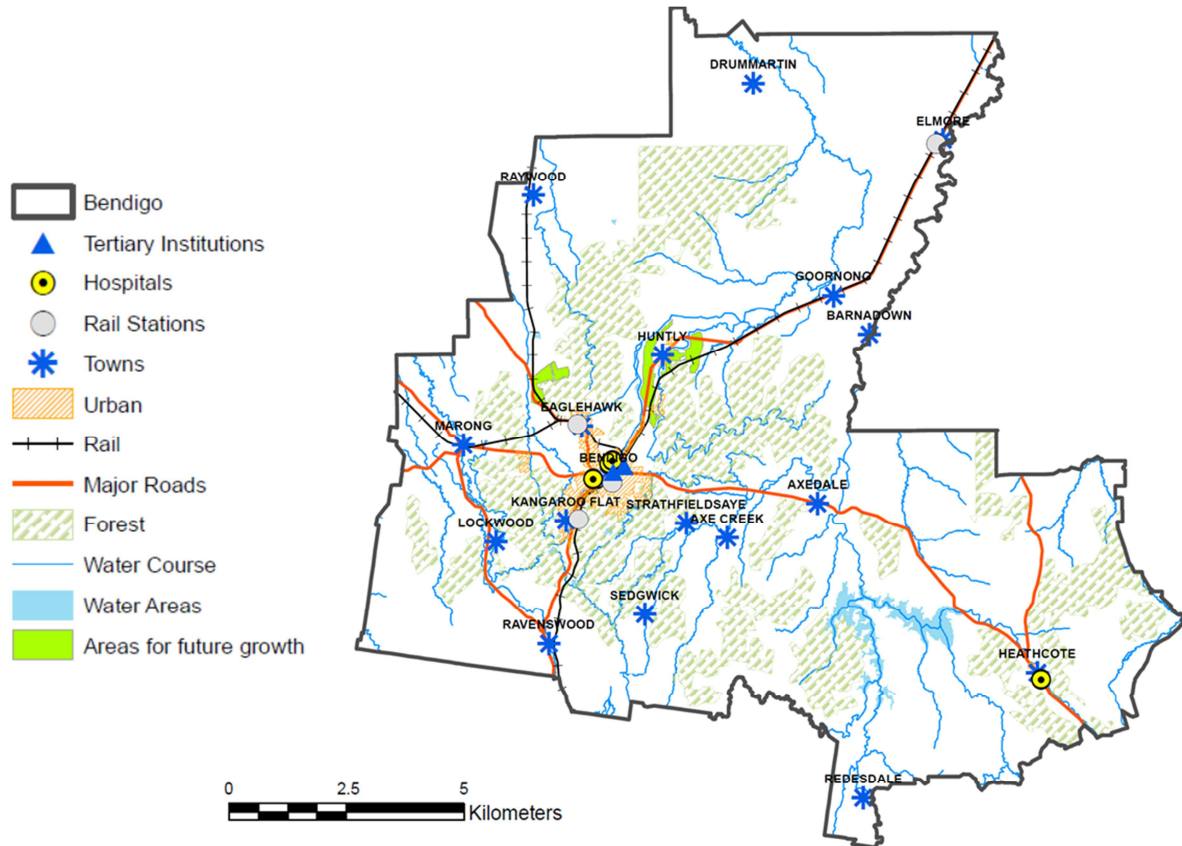 Bendigo
Tertiary Institutions
Hospitals
Rail Stations
Towns
Urban
Rail
Major Roads
Forest
Water Course
Water Areas
Areas for future growth
DRUMMARTIN
ELMORE
RAYWOOD
GOORNONG
BARNADOWN
HUNTLY
EAGLEHAWK
MARONG
BENDIGO
AXEDALE
KANGAROO FLAT
STRATHFIELDSAYE
LOCKWOOD
AXE CREEK
SEDGWICK
RAVENSWOOD
HEATHCOTE
REDESDALE
0 2.5 5
Kilometers